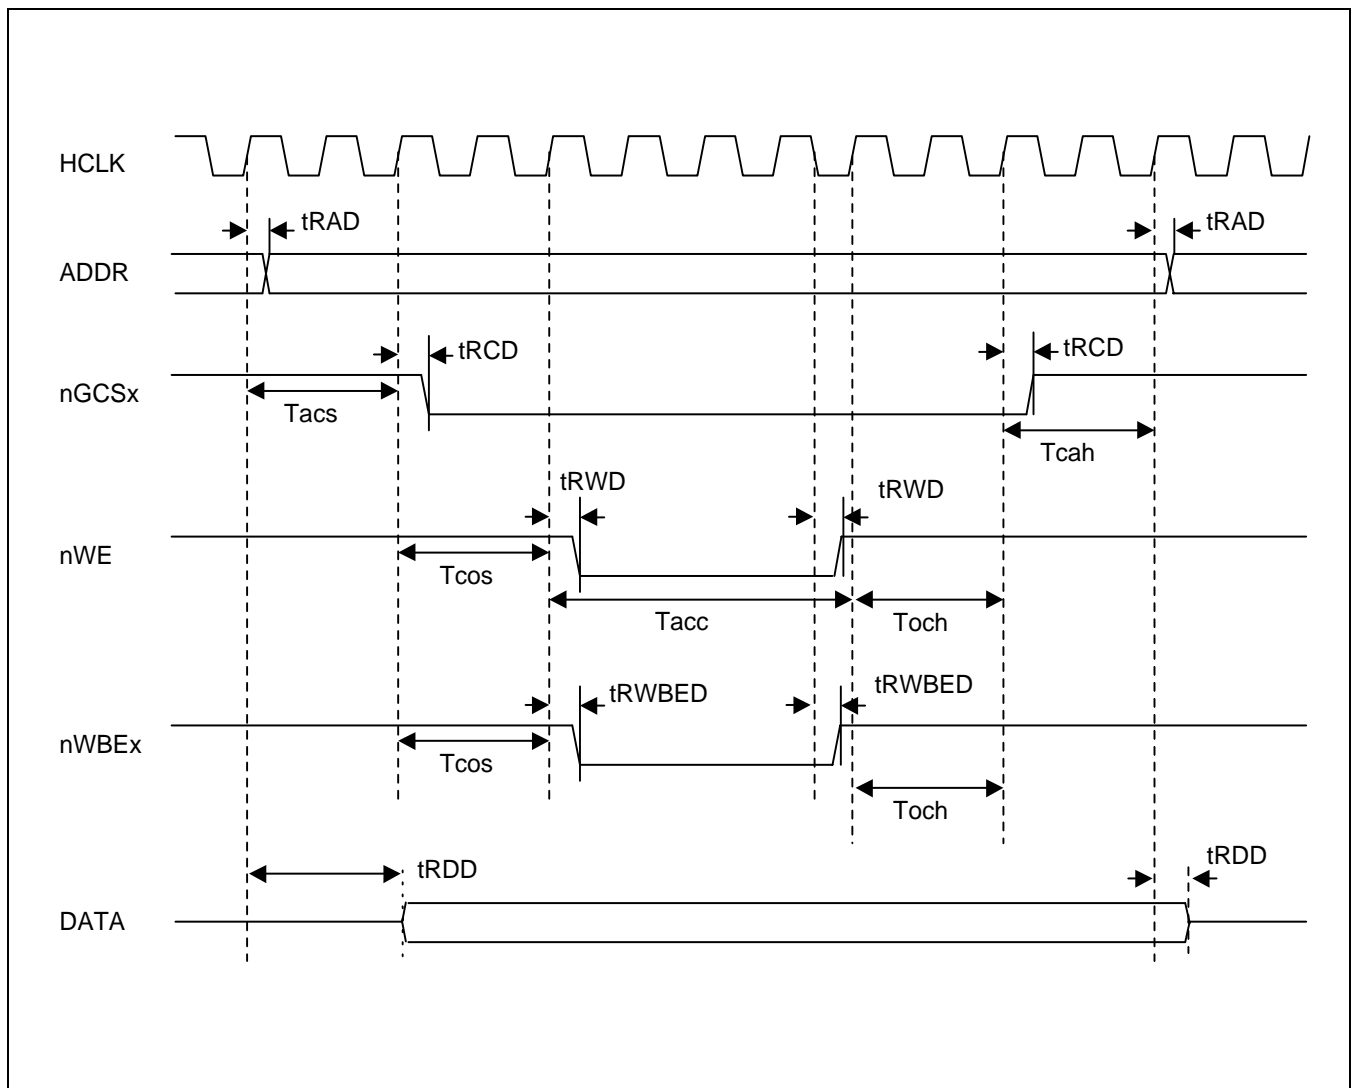 HCLK
tRAD
tRAD
ADDR
tRCD
tRCD
nGCSx
Tacs
Tcah
tRWD
tRWD
nWE
Tcos
Tacc
Toch
tRWBED
tRWBED
nWBEx
Tcos
Toch
tRDD
tRDD
DATA